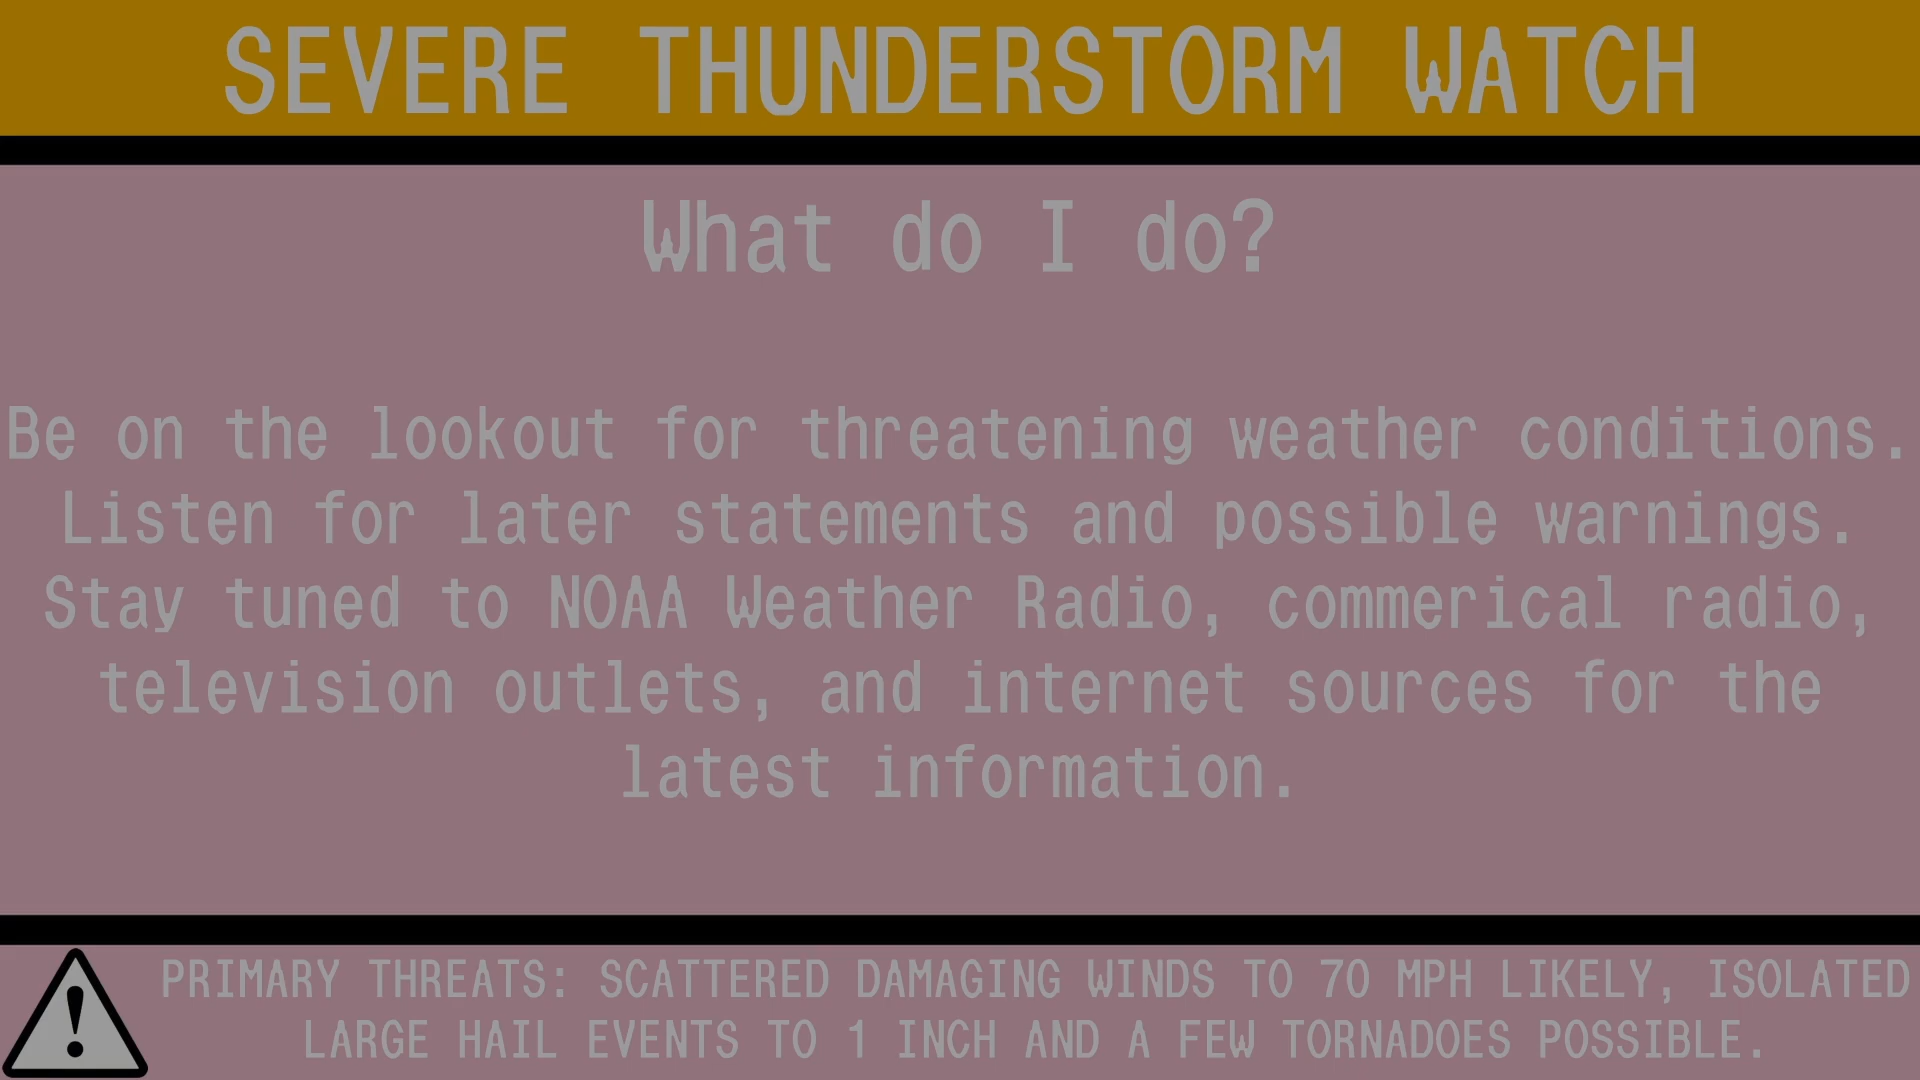 SEVERE THUNDERSTORM WATCH
What do I do?
Be on the lookout for threatening weather conditions.
Listen for later statements and possible warnings.
Stay tuned to NOAA Weather Radio, commerical radio,
television outlets, and internet sources for the
latest information.
PRIMARY THREATS: SCATTERED DAMAGING WINDS TO 70 MPH LIKELY, ISOLATED
LARGE HAIL EVENTS TO 1 INCH AND A FEW TORNADOES POSSIBLE.